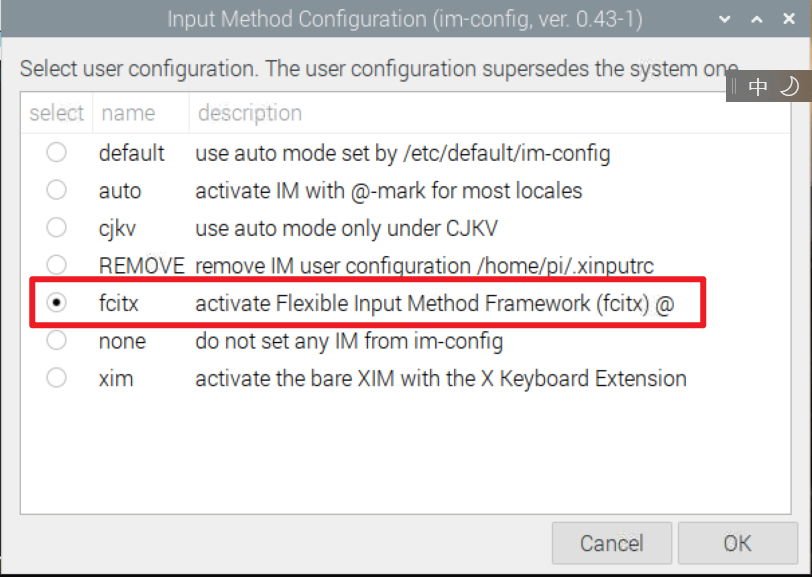 Input Method Configuration (im-config, ver. 0.43-1)
Select user configuration. The user configuration supersedes the system one.
中
select name description
default use auto mode set by /etc/default/im-config
auto activate IM with @-mark for most locales
cjkv use auto mode only under CJKV
REMOVE remove IM user configuration /home/pi/.xinputrc
fcitx activate Flexible Input Method Framework (fcitx) @
none do not set any IM from im-config
xim activate the bare XIM with the X Keyboard Extension
Cancel OK